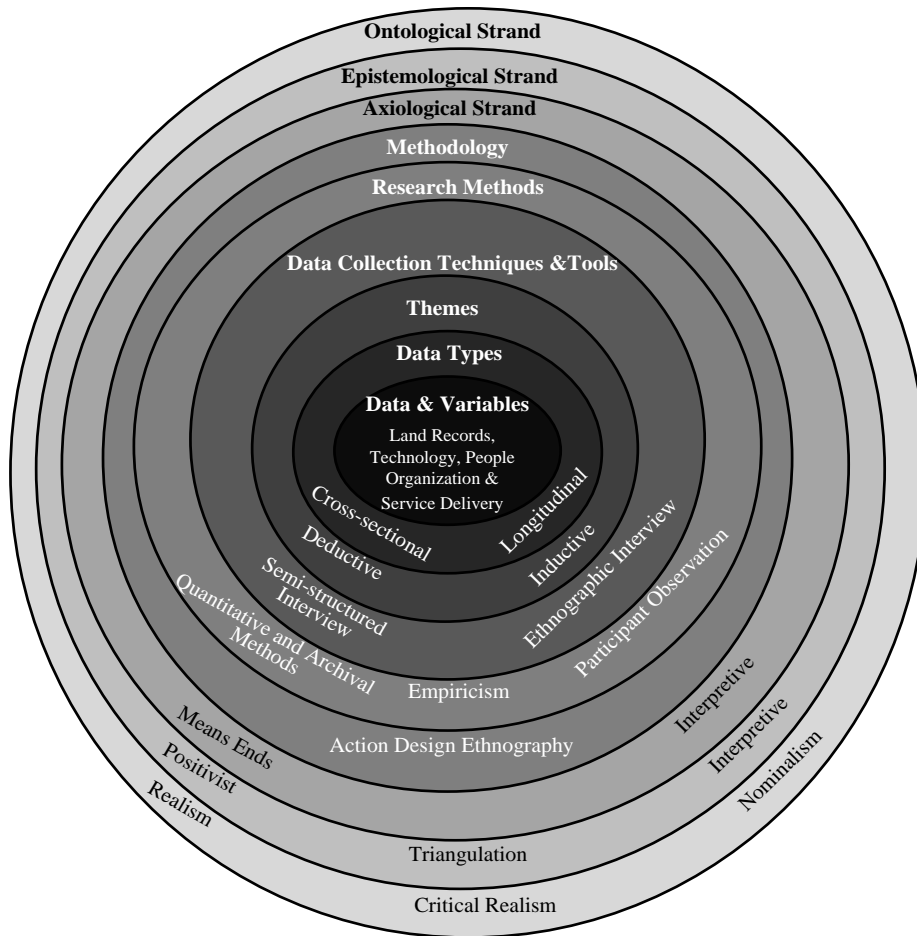 Ontological Strand
Epistemological Strand
Axiological Strand
Methodology
Research Methods
Data Collection Techniques &Tools
Themes
Data Types
Data & Variables
Land Records,
Technology, People
Organization &
Service Delivery
Cross-sectional
Longitudinal
Deductive
Inductive
Semi-structured
Interview
Ethnographic Interview
Quantitative and Archival
Methods
Participant Observation
Empiricism
Action Design Ethnography
Means Ends
Interpretive
Positivist
Interpretive
Triangulation
Realism
Nominalism
Critical Realism